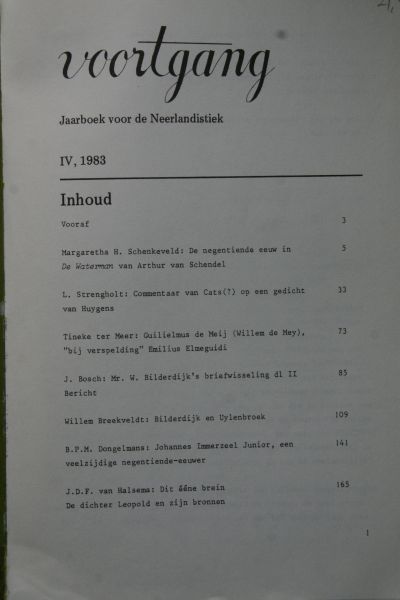 voortgang
Jaarboek voor de Neerlandistiek
IV, 1983
Inhoud
Vooraf 3
Margaretha H. Schenkeveld: De negentiende eeuw in 5
De Waterman van Arthur van Schendel
L. Strengholt: Commentaar van Cats(?) op een gedicht 33
van Huygens
Tineke ter Meer: Guilielmus de Meij (Willem de Mey), 73
"bij verspelding" Emilius Elmeguidi
J. Bosch: Mr. W. Bilderdijk's briefwisseling dl II 85
Bericht
Willem Breekveldt: Bilderdijk en Uylenbroek 109
B.P.M. Dongelmans: Johannes Immerzeel Junior, een 141
veelzijdige negentiende-eeuwer
J.D.F. van Halsema: Dit ééne brein 165
De dichter Leopold en zijn bronnen
1